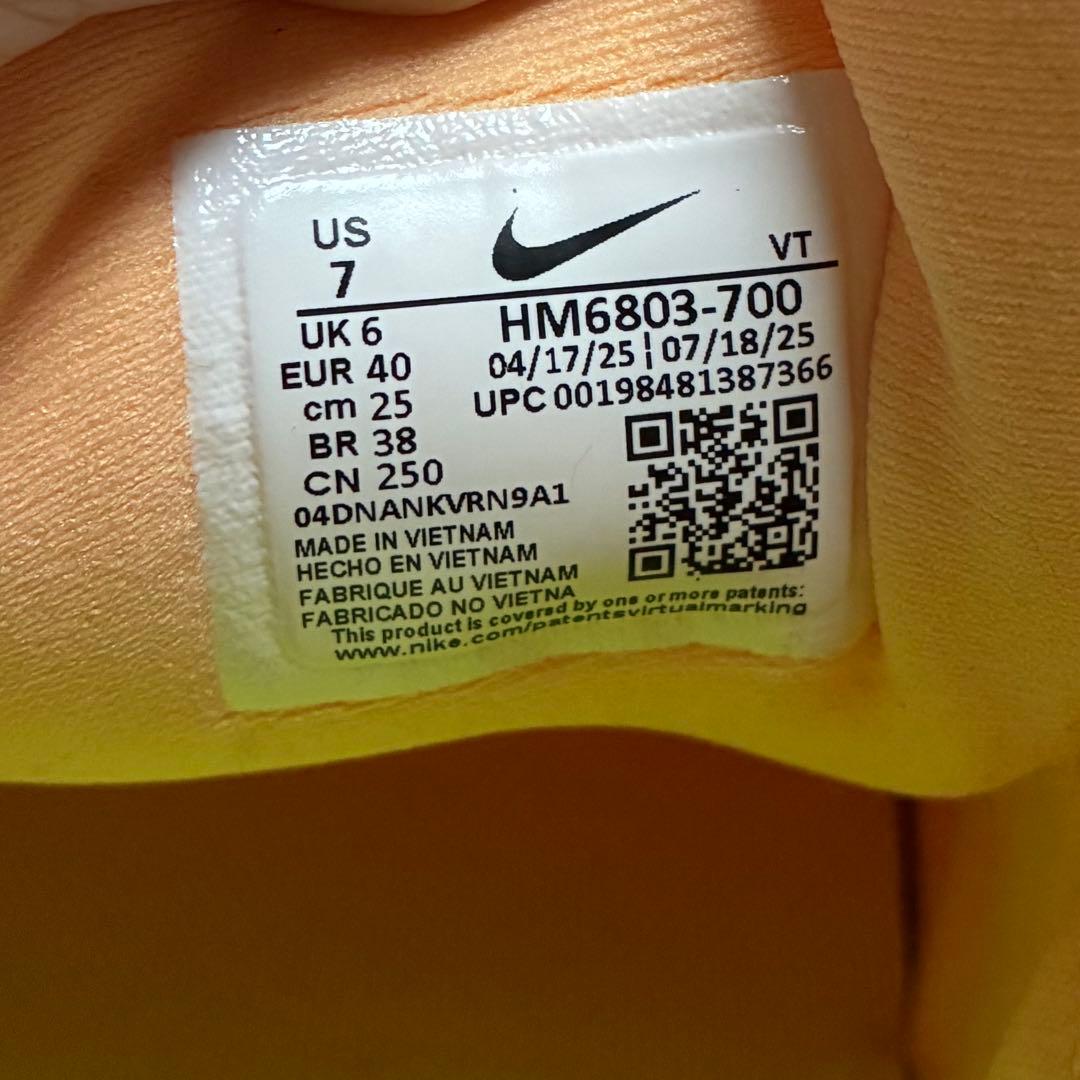 US
7
VT
UK 6
EUR 40
cm 25
BR 38
CN 250
HM6803-700
04/17/25 | 07/18/25
UPC 00198481387366
04DNANKVRN9A1
MADE IN VIETNAM
HECHO EN VIETNAM
FABRIQUE AU VIETNAM
FABRICADO NO VIETNA
This product is covered by one or more patents:
www.nike.com/patentsvirtualmarking